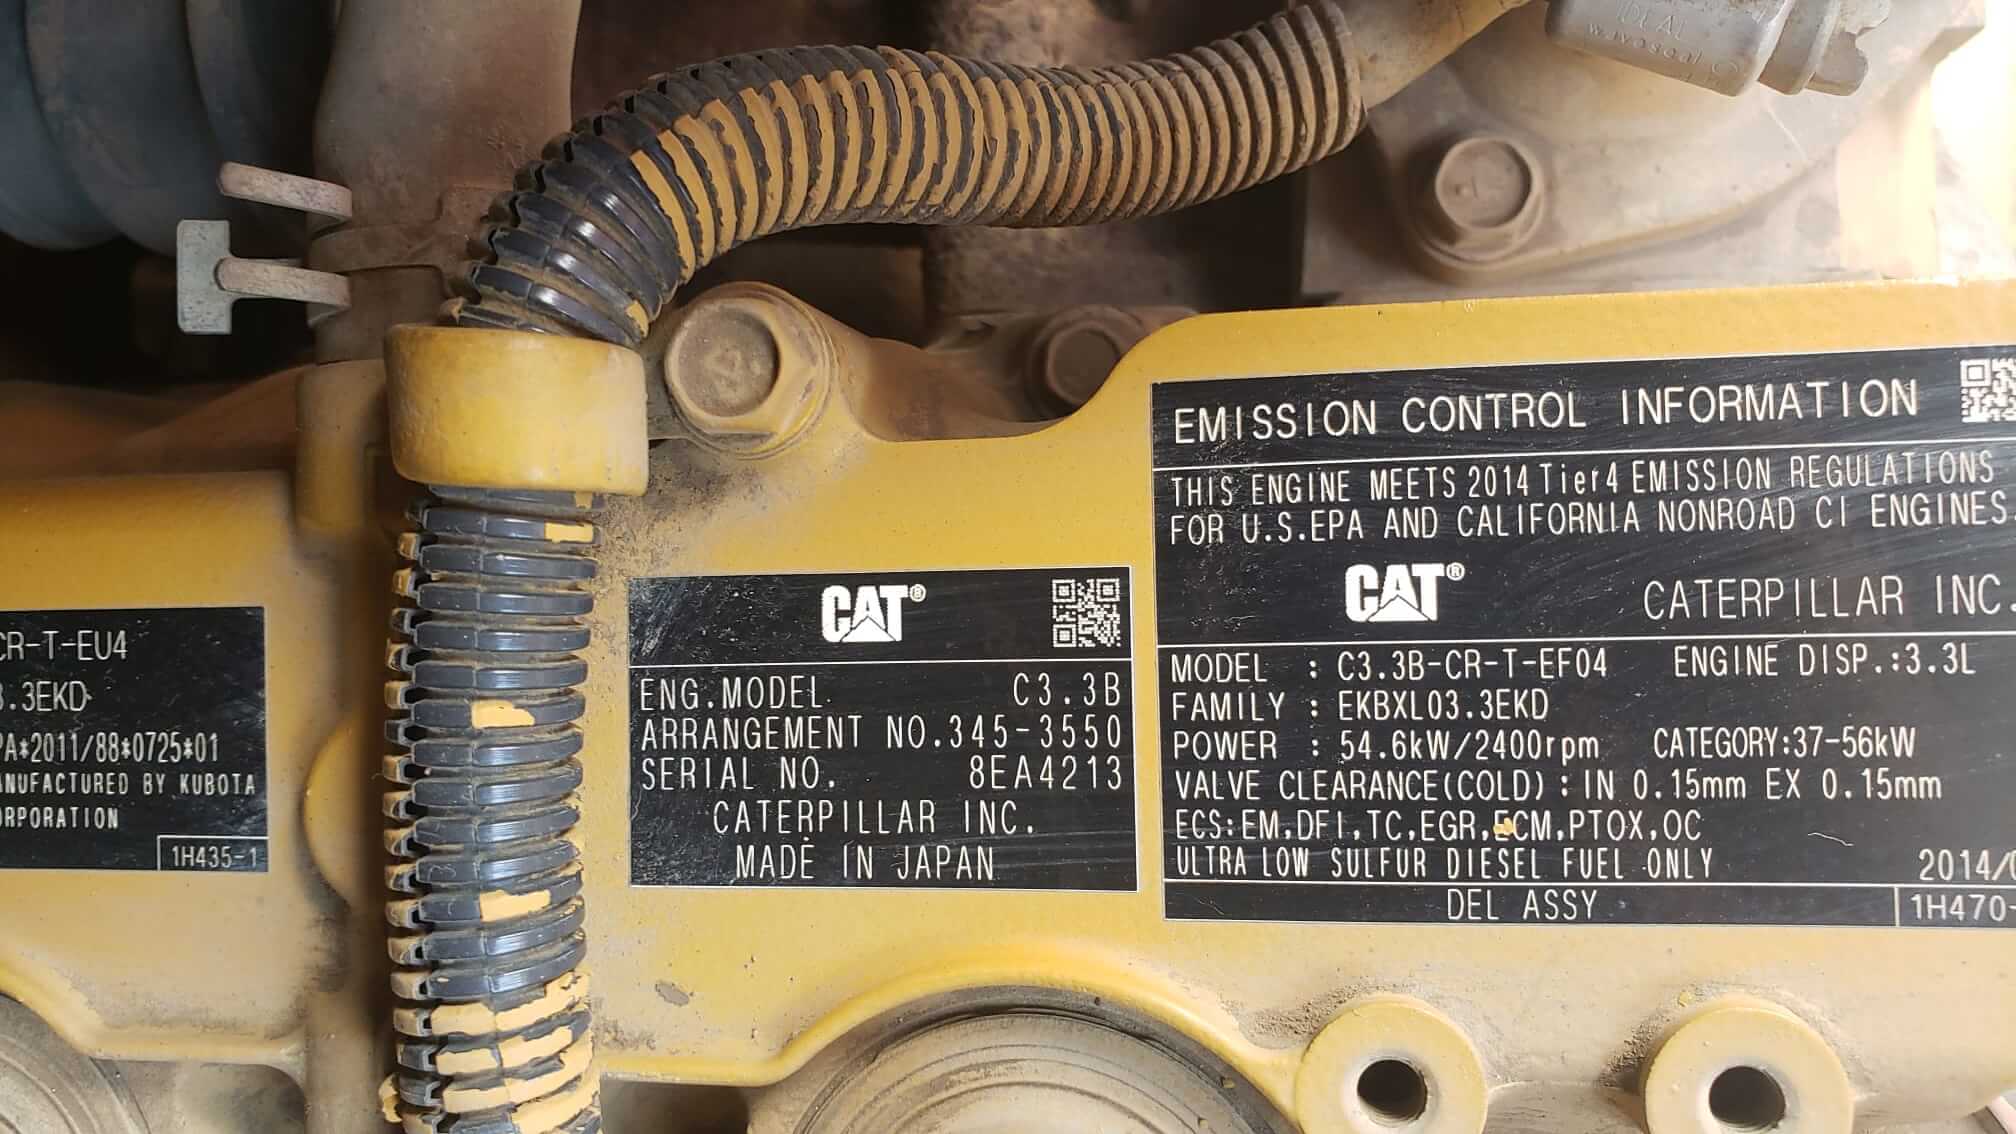 CR-T-EU4
3.3EKD
PA*2011/88*0725*01
MANUFACTURED BY KUBOTA
CORPORATION
1H435-1
CAT®
ENG.MODEL C3.3B
ARRANGEMENT NO.345-3550
SERIAL NO. 8EA4213
CATERPILLAR INC.
MADE IN JAPAN
EMISSION CONTROL INFORMATION
THIS ENGINE MEETS 2014 Tier4 EMISSION REGULATIONS
FOR U.S.EPA AND CALIFORNIA NONROAD CI ENGINES.
CAT® CATERPILLAR INC.
MODEL : C3.3B-CR-T-EF04 ENGINE DISP.:3.3L
FAMILY : EKBXL03.3EKD
POWER : 54.6kW/2400rpm CATEGORY:37-56kW
VALVE CLEARANCE(COLD):IN 0.15mm EX 0.15mm
ECS:EM,DFI,TC,EGR,ECM,PTOX,OC
ULTRA LOW SULFUR DIESEL FUEL ONLY 2014/0
DEL ASSY 1H470-
IDEAL